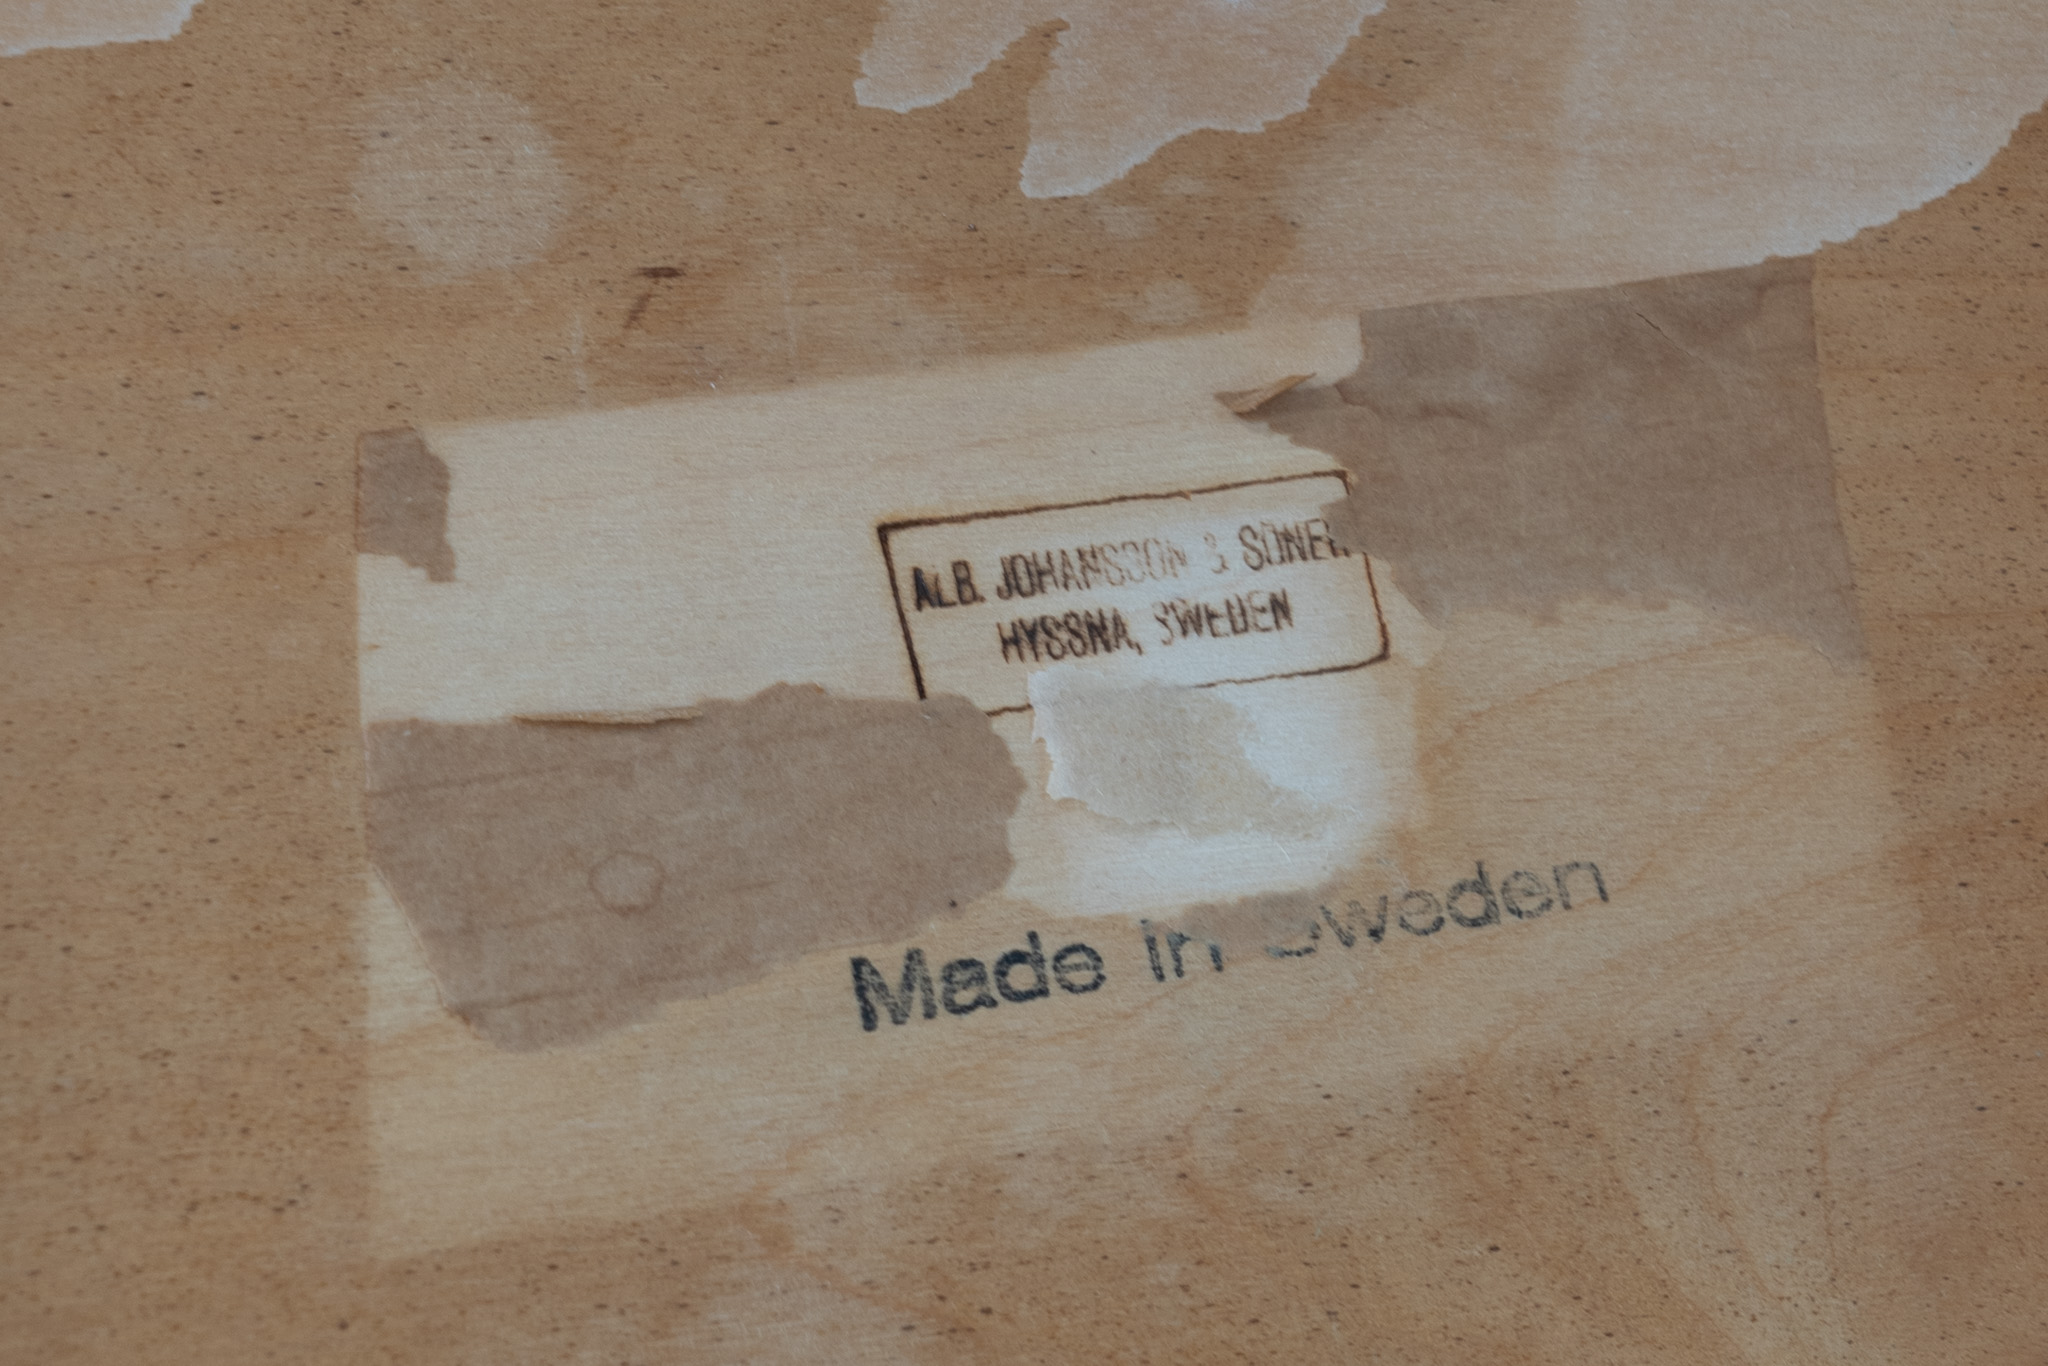 ALB. JOHANSSON & SÖNER
HYSSNA, SWEDEN
Made in Sweden